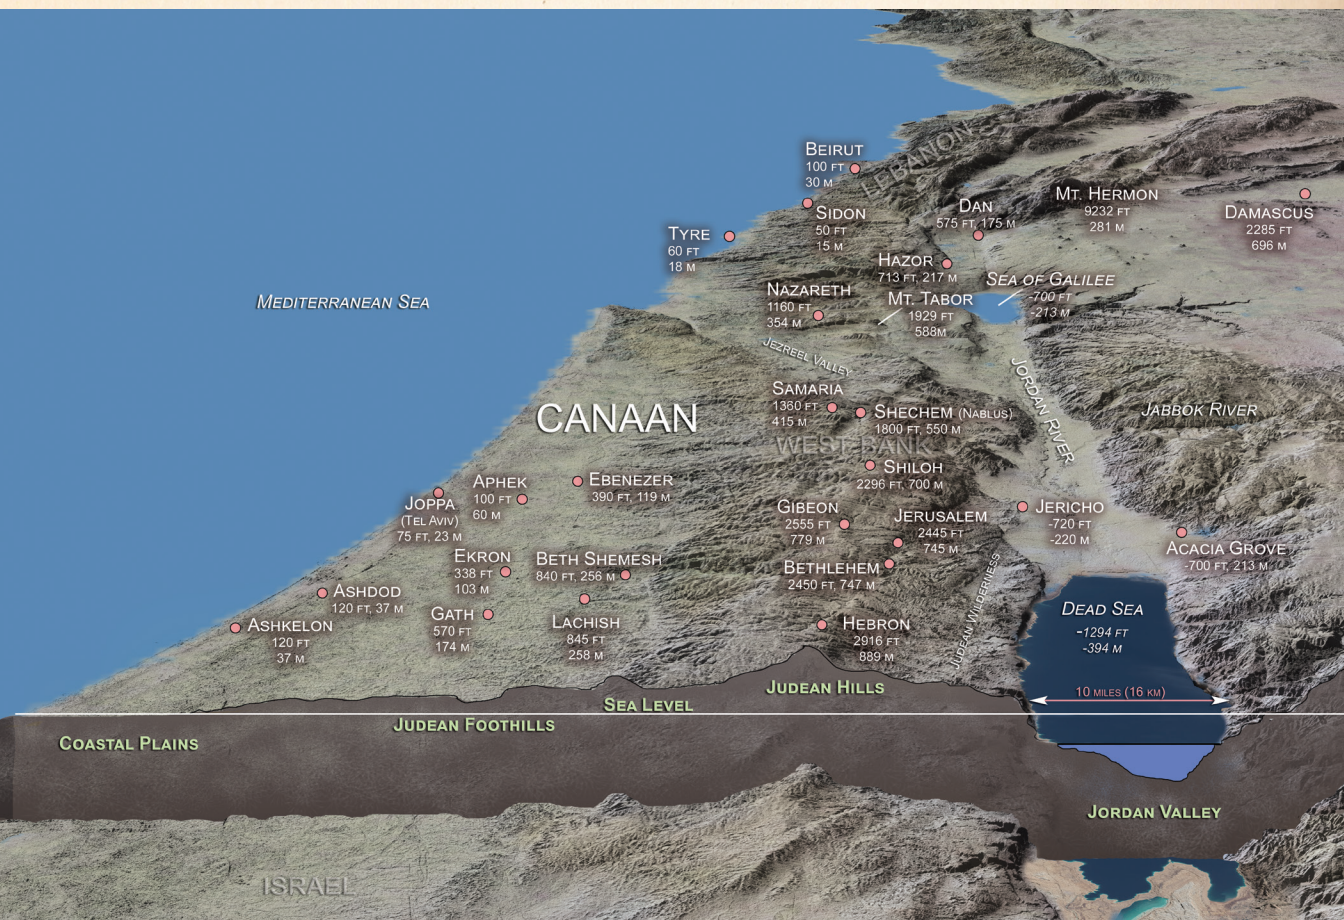 BEIRUT
100 FT
30 M
LEBANON
SIDON
50 FT
15 M
TYRE
60 FT
18 M
DAN
575 FT, 175 M
MT. HERMON
9232 FT
281 M
DAMASCUS
2285 FT
696 M
HAZOR
713 FT, 217 M
SEA OF GALILEE
-700 FT
-213 M
MEDITERRANEAN SEA
NAZARETH
1160 FT
354 M
MT. TABOR
1929 FT
588M
JEZREEL VALLEY
JORDAN RIVER
SAMARIA
1360 FT
415 M
SHECHEM (NABLUS)
1800 FT, 550 M
JABBOK RIVER
CANAAN
WEST BANK
SHILOH
2296 FT, 700 M
APHEK
100 FT
60 M
EBENEZER
390 FT, 119 M
JOPPA
(TEL AVIV)
75 FT, 23 M
GIBEON
2555 FT
779 M
JERUSALEM
2445 FT
745 M
JERICHO
-720 FT
-220 M
ACACIA GROVE
-700 FT, 213 M
EKRON
338 FT
103 M
BETH SHEMESH
840 FT, 256 M
BETHLEHEM
2450 FT, 747 M
JUDEAN WILDERNESS
ASHDOD
120 FT, 37 M
ASHKELON
120 FT
37 M
GATH
570 FT
174 M
LACHISH
845 FT
258 M
HEBRON
2916 FT
889 M
DEAD SEA
-1294 FT
-394 M
10 MILES (16 KM)
JUDEAN HILLS
SEA LEVEL
JUDEAN FOOTHILLS
COASTAL PLAINS
JORDAN VALLEY
ISRAEL